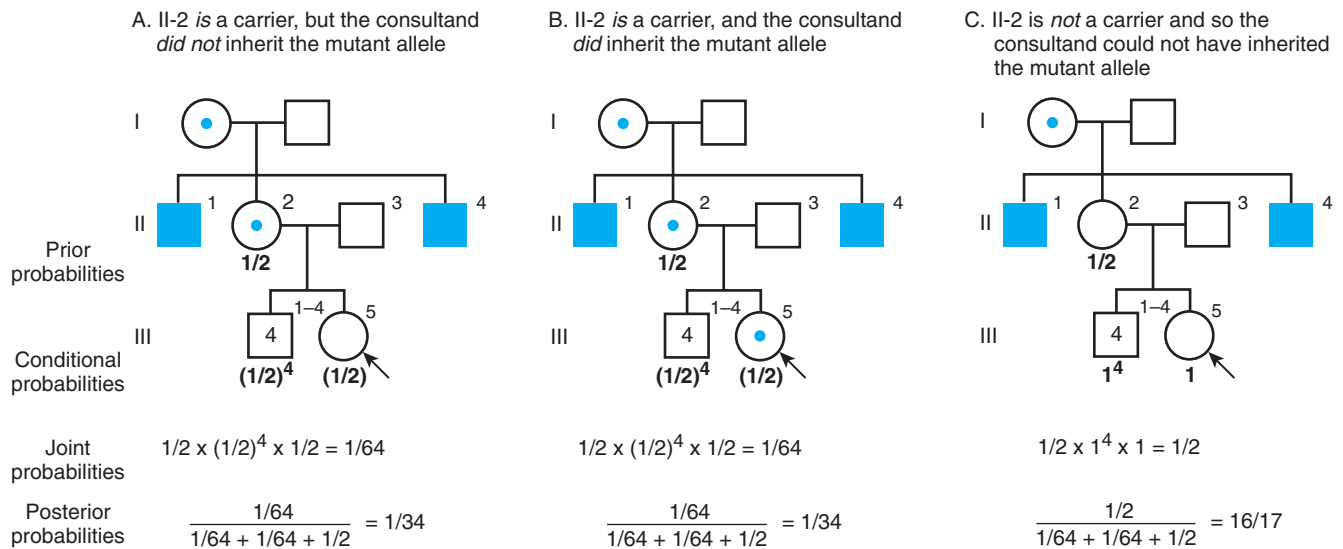 A. II-2 is a carrier, but the consultand
did not inherit the mutant allele
B. II-2 is a carrier, and the consultand
did inherit the mutant allele
C. II-2 is not a carrier and so the
consultand could not have inherited
the mutant allele
I
I
I
1 2 3 4
II
1/2
1 2 3 4
II
1/2
1 2 3 4
II
1/2
Prior
probabilities
1–4 5
III 4
(1/2)⁴ (1/2)
1–4 5
III 4
(1/2)⁴ (1/2)
1–4 5
III 4
1⁴ 1
Conditional
probabilities
Joint
probabilities
1/2 x (1/2)⁴ x 1/2 = 1/64
1/2 x (1/2)⁴ x 1/2 = 1/64
1/2 x 1⁴ x 1 = 1/2
Posterior
probabilities
1/64
1/64 + 1/64 + 1/2
= 1/34
1/64
1/64 + 1/64 + 1/2
= 1/34
1/2
1/64 + 1/64 + 1/2
= 16/17